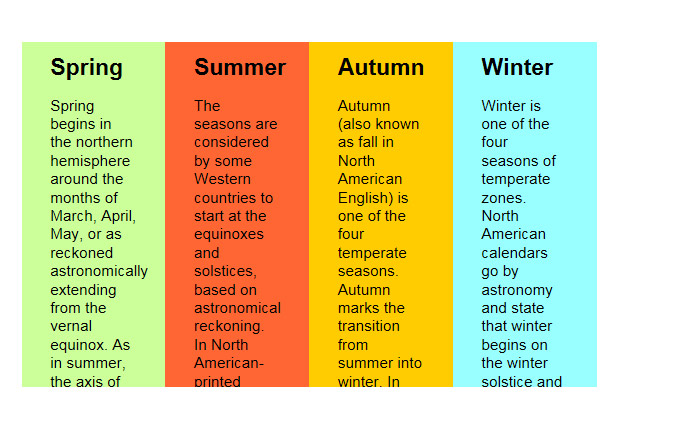 Spring
Spring
begins in
the northern
hemisphere
around the
months of
March, April,
May, or as
reckoned
astronomically
extending
from the
vernal
equinox. As
in summer,
the axis of
Summer
The
seasons are
considered
by some
Western
countries to
start at the
equinoxes
and
solstices,
based on
astronomical
reckoning.
In North
American-
printed
Autumn
Autumn
(also known
as fall in
North
American
English) is
one of the
four
temperate
seasons.
Autumn
marks the
transition
from
summer into
winter. In
Winter
Winter is
one of the
four
seasons of
temperate
zones.
North
American
calendars
go by
astronomy
and state
that winter
begins on
the winter
solstice and